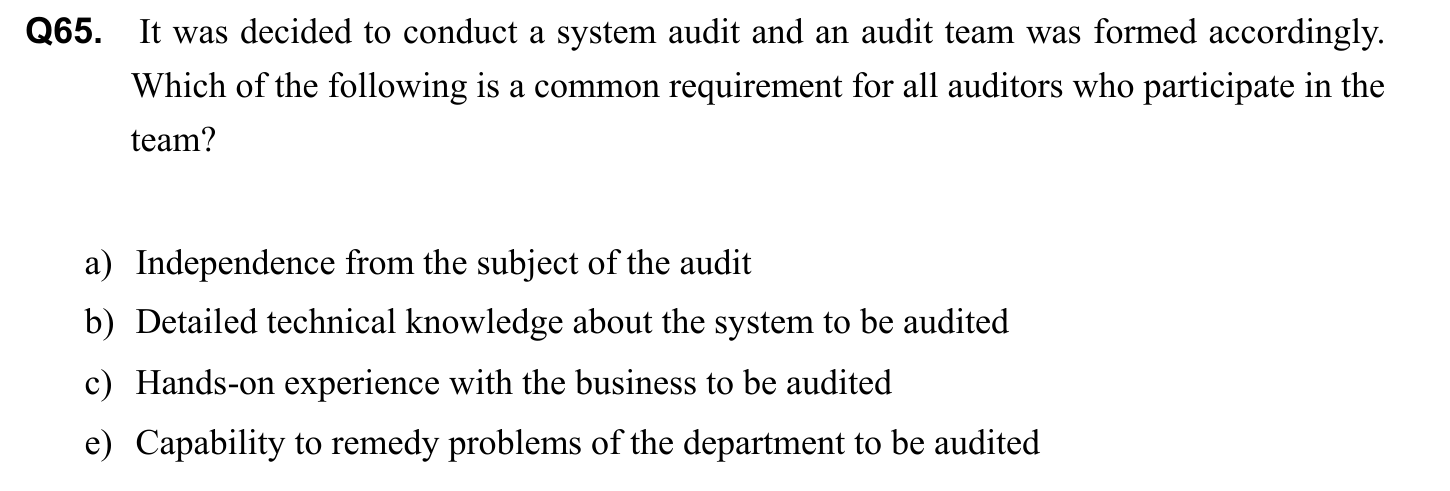 Q65. It was decided to conduct a system audit and an audit team was formed accordingly.
Which of the following is a common requirement for all auditors who participate in the
team?
a) Independence from the subject of the audit
b) Detailed technical knowledge about the system to be audited
c) Hands-on experience with the business to be audited
e) Capability to remedy problems of the department to be audited